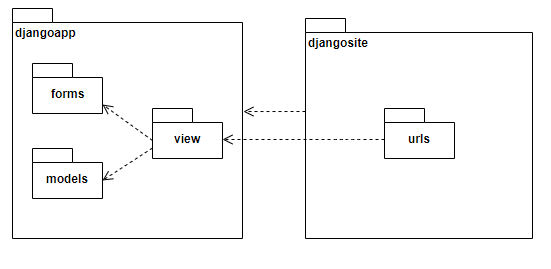 djangoapp
djangosite
forms
view
urls
models